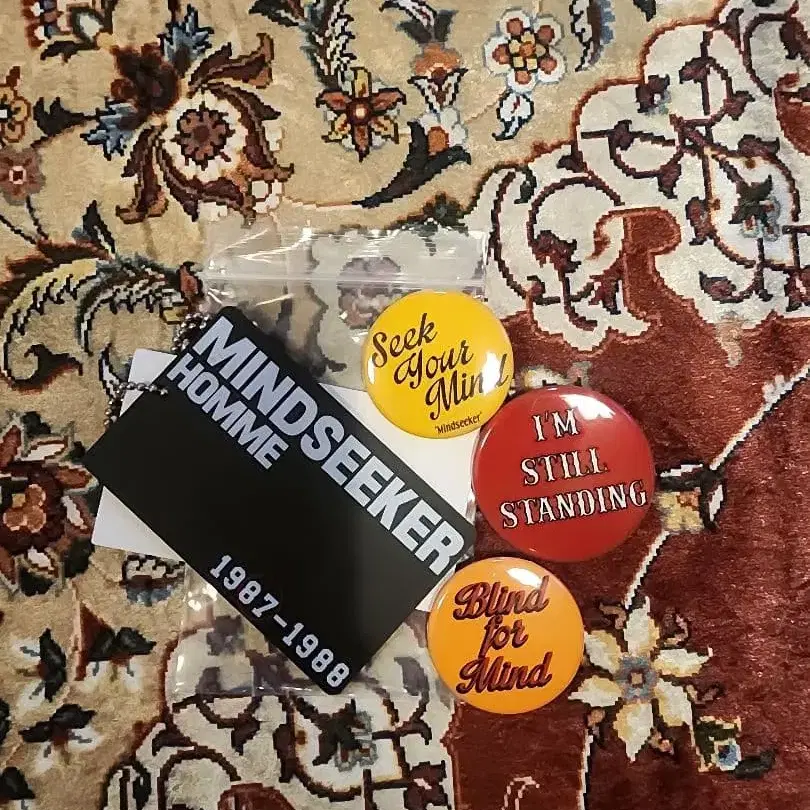 MINDSEEKER
HOMME
1987-1988
Seek
Your
Mind
'Mindseeker'
I'M
STILL
STANDING
Blind
for
Mind